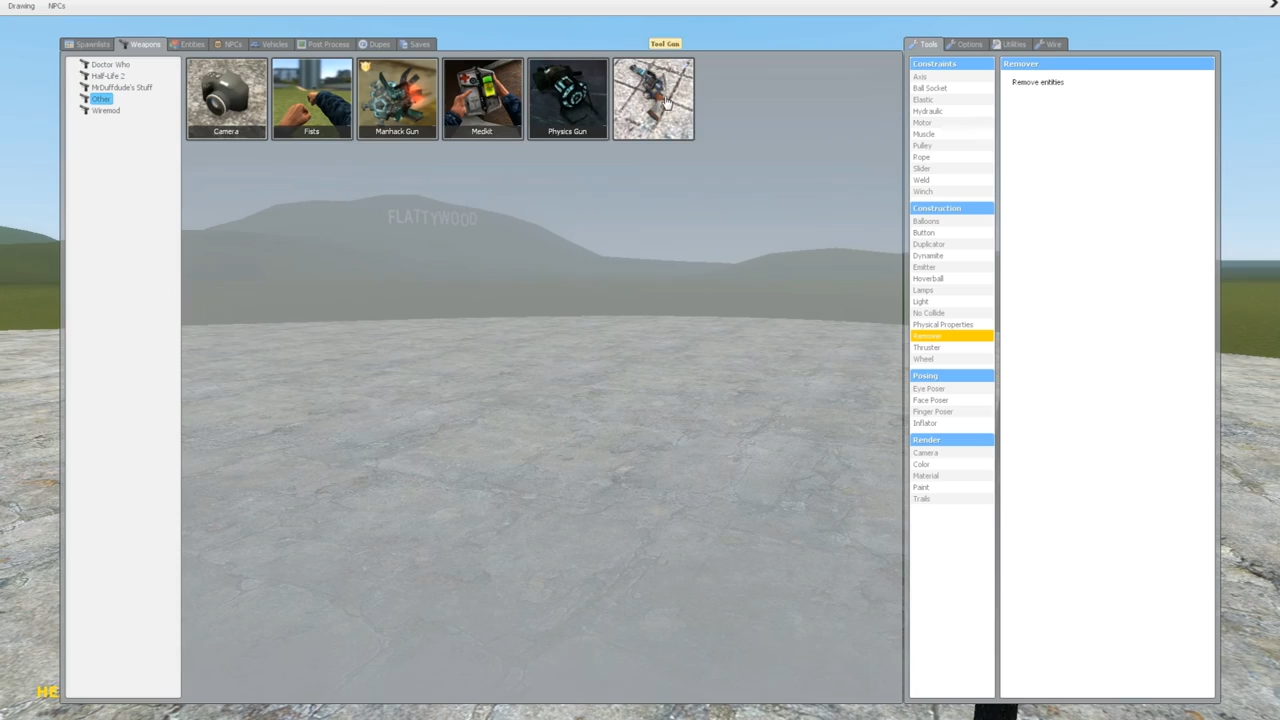 Drawing NPCs
Spawnlists Weapons Entities NPCs Vehicles Post Process Dupes Saves
Tool Gun
Tools Options Utilities Wire
Doctor Who
Half-Life 2
MrDuffdude's Stuff
Other
Wiremod
Camera
Fists
Manhack Gun
Medkit
Physics Gun
FLATTYWOOD
HE
Constraints
Axis
Ball Socket
Elastic
Hydraulic
Motor
Muscle
Pulley
Rope
Slider
Weld
Winch
Construction
Balloons
Button
Duplicator
Dynamite
Emitter
Hoverball
Lamps
Light
No Collide
Physical Properties
Remover
Thruster
Wheel
Posing
Eye Poser
Face Poser
Finger Poser
Inflator
Render
Camera
Color
Material
Paint
Trails
Remover
Remove entities